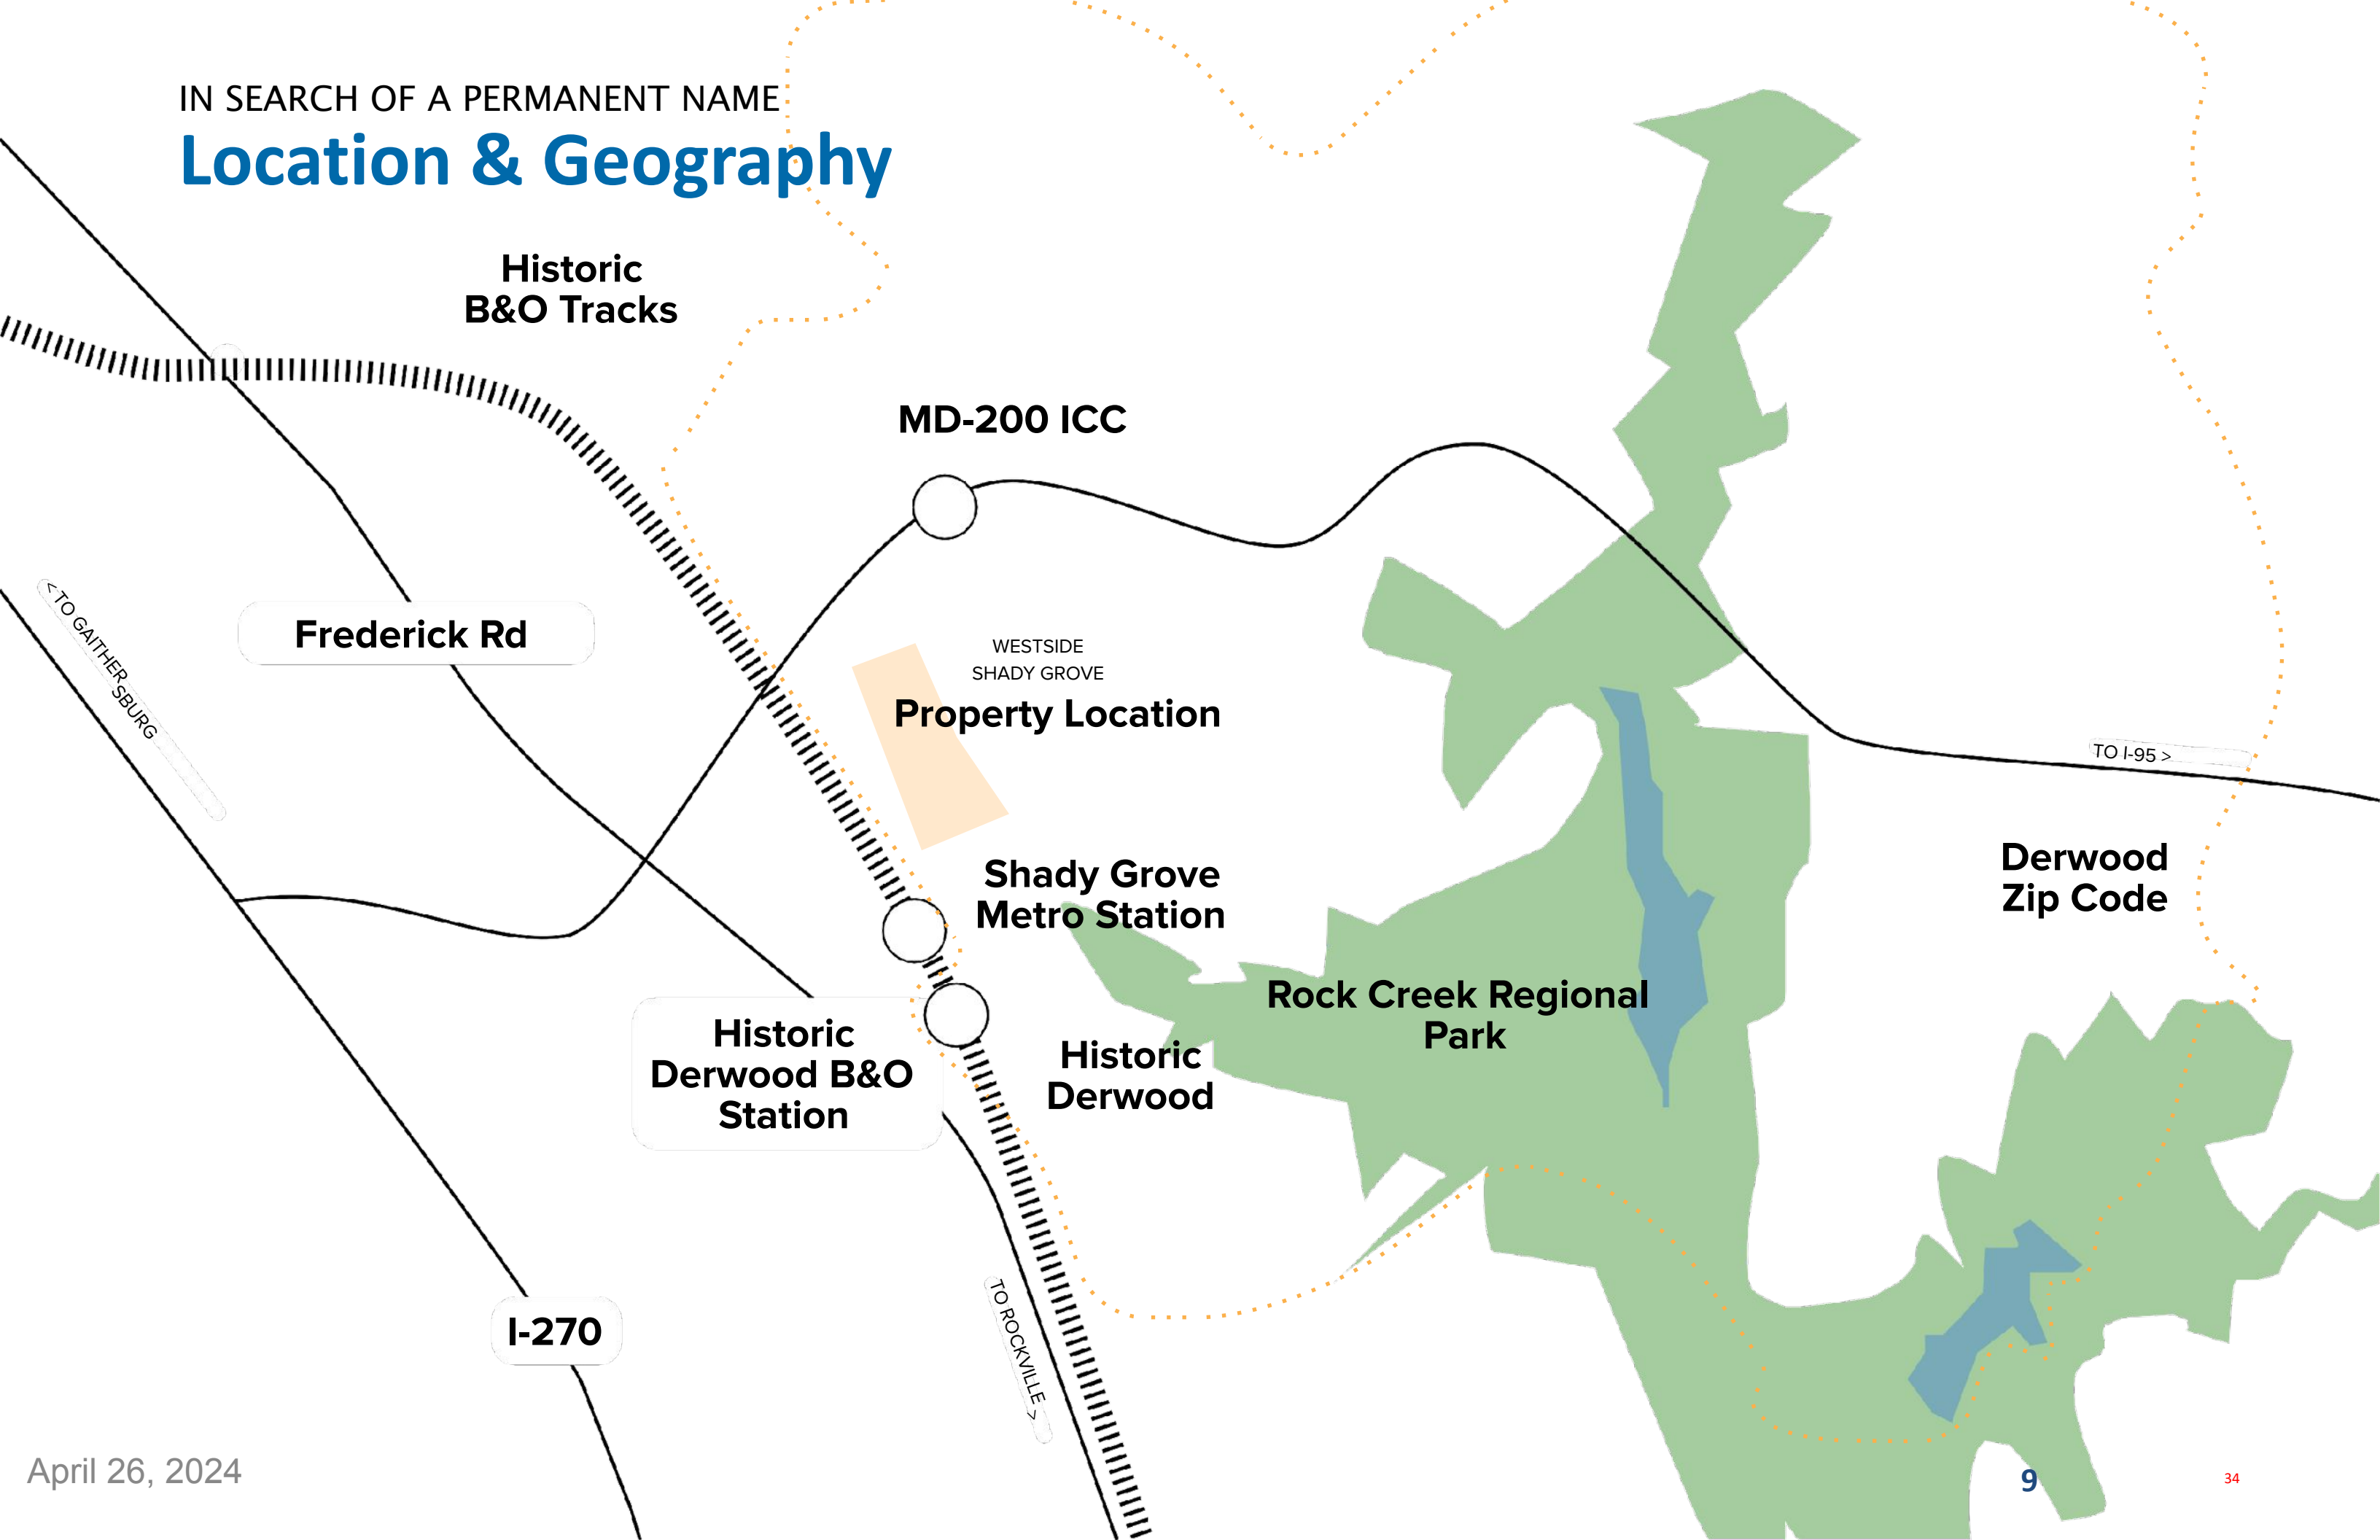 IN SEARCH OF A PERMANENT NAME
Location & Geography
Historic
B&O Tracks
MD-200 ICC
Frederick Rd
< TO GAITHER
SBURG
WESTSIDE
SHADY GROVE
Property Location
TO I-95 >
Derwood
Zip Code
Shady Grove
Metro Station
Rock Creek Regional
Park
Historic
Derwood B&O
Station
Historic
Derwood
I-270
TO ROCKVILLE >
April 26, 2024
9
34